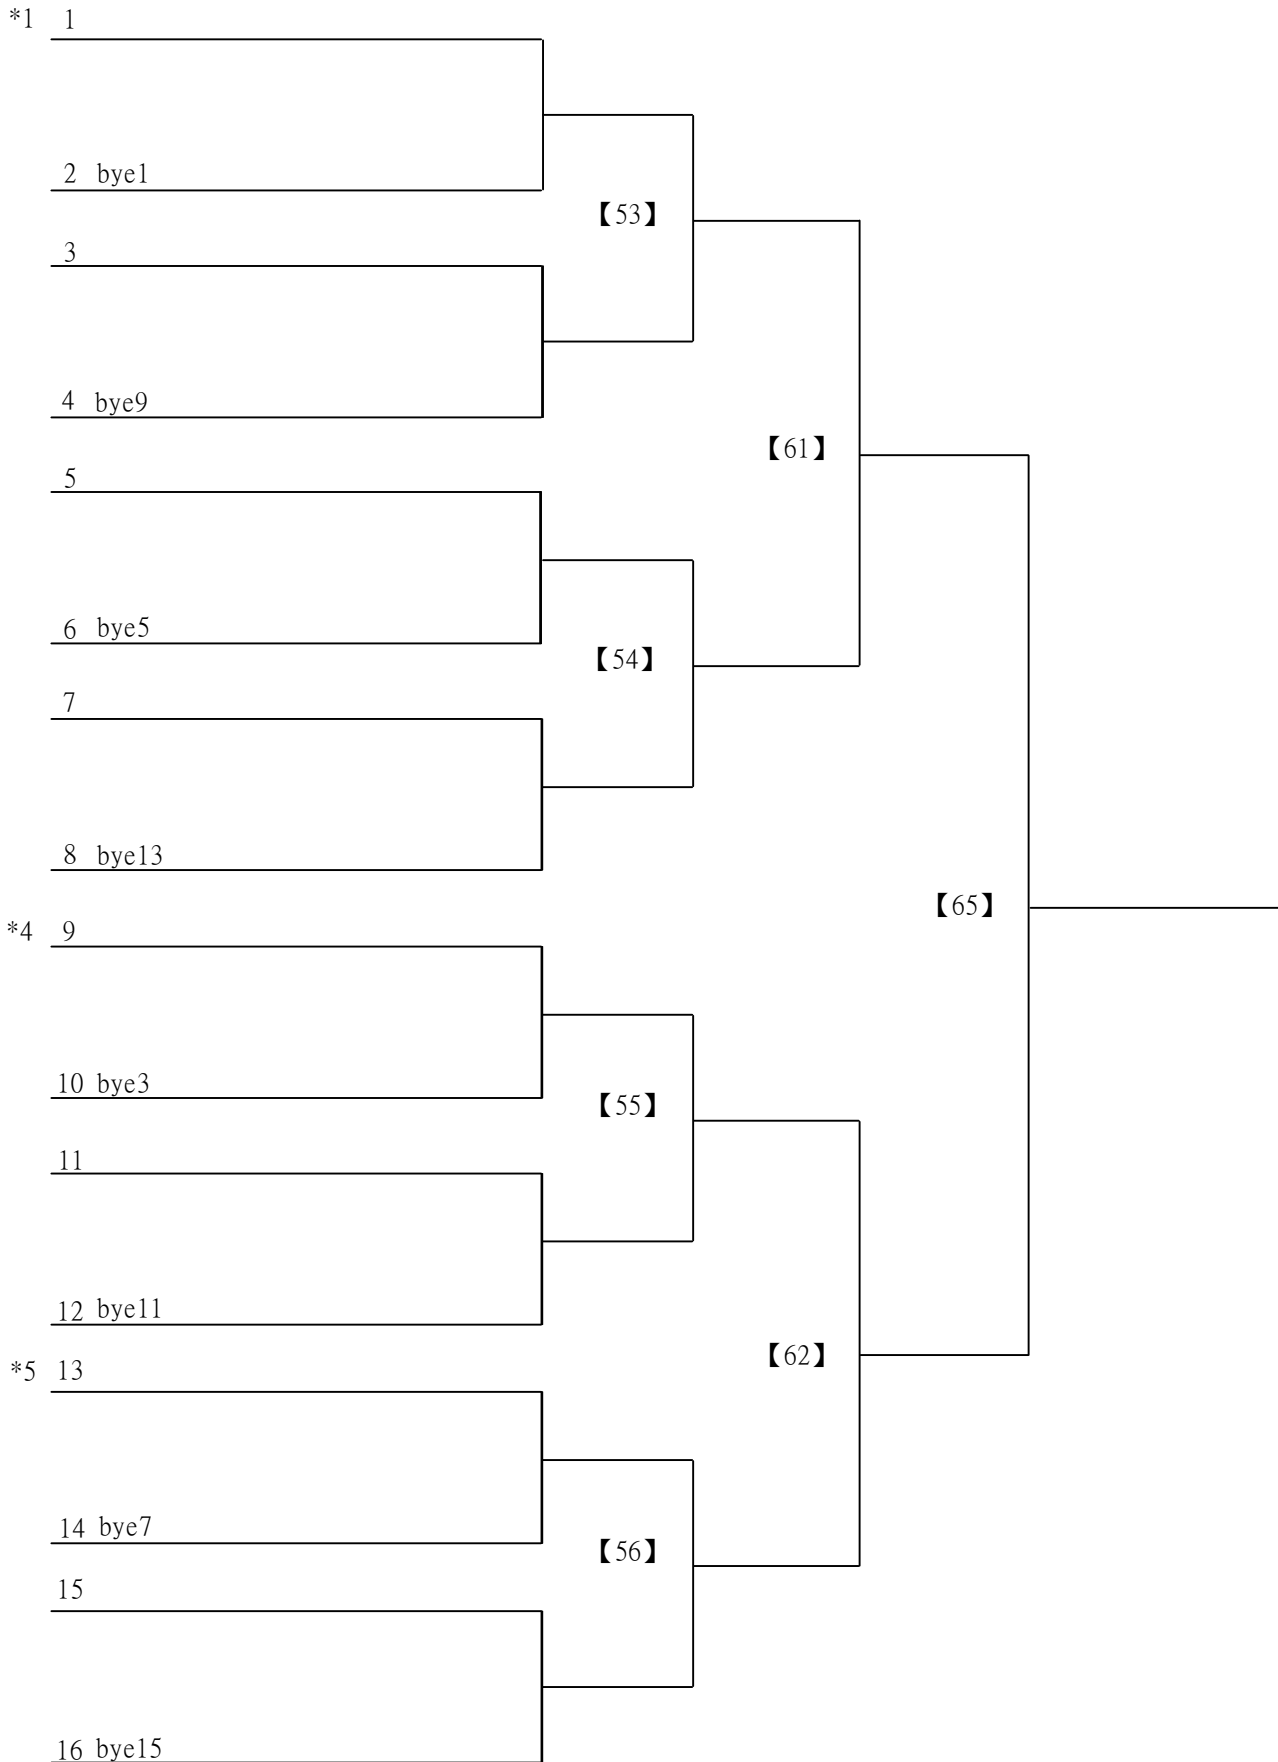 *1 1
2 bye1
【53】
3
4 bye9
【61】
5
6 bye5
【54】
7
8 bye13
【65】
*4 9
10 bye3
【55】
11
12 bye11
【62】
*5 13
14 bye7
【56】
15
16 bye15